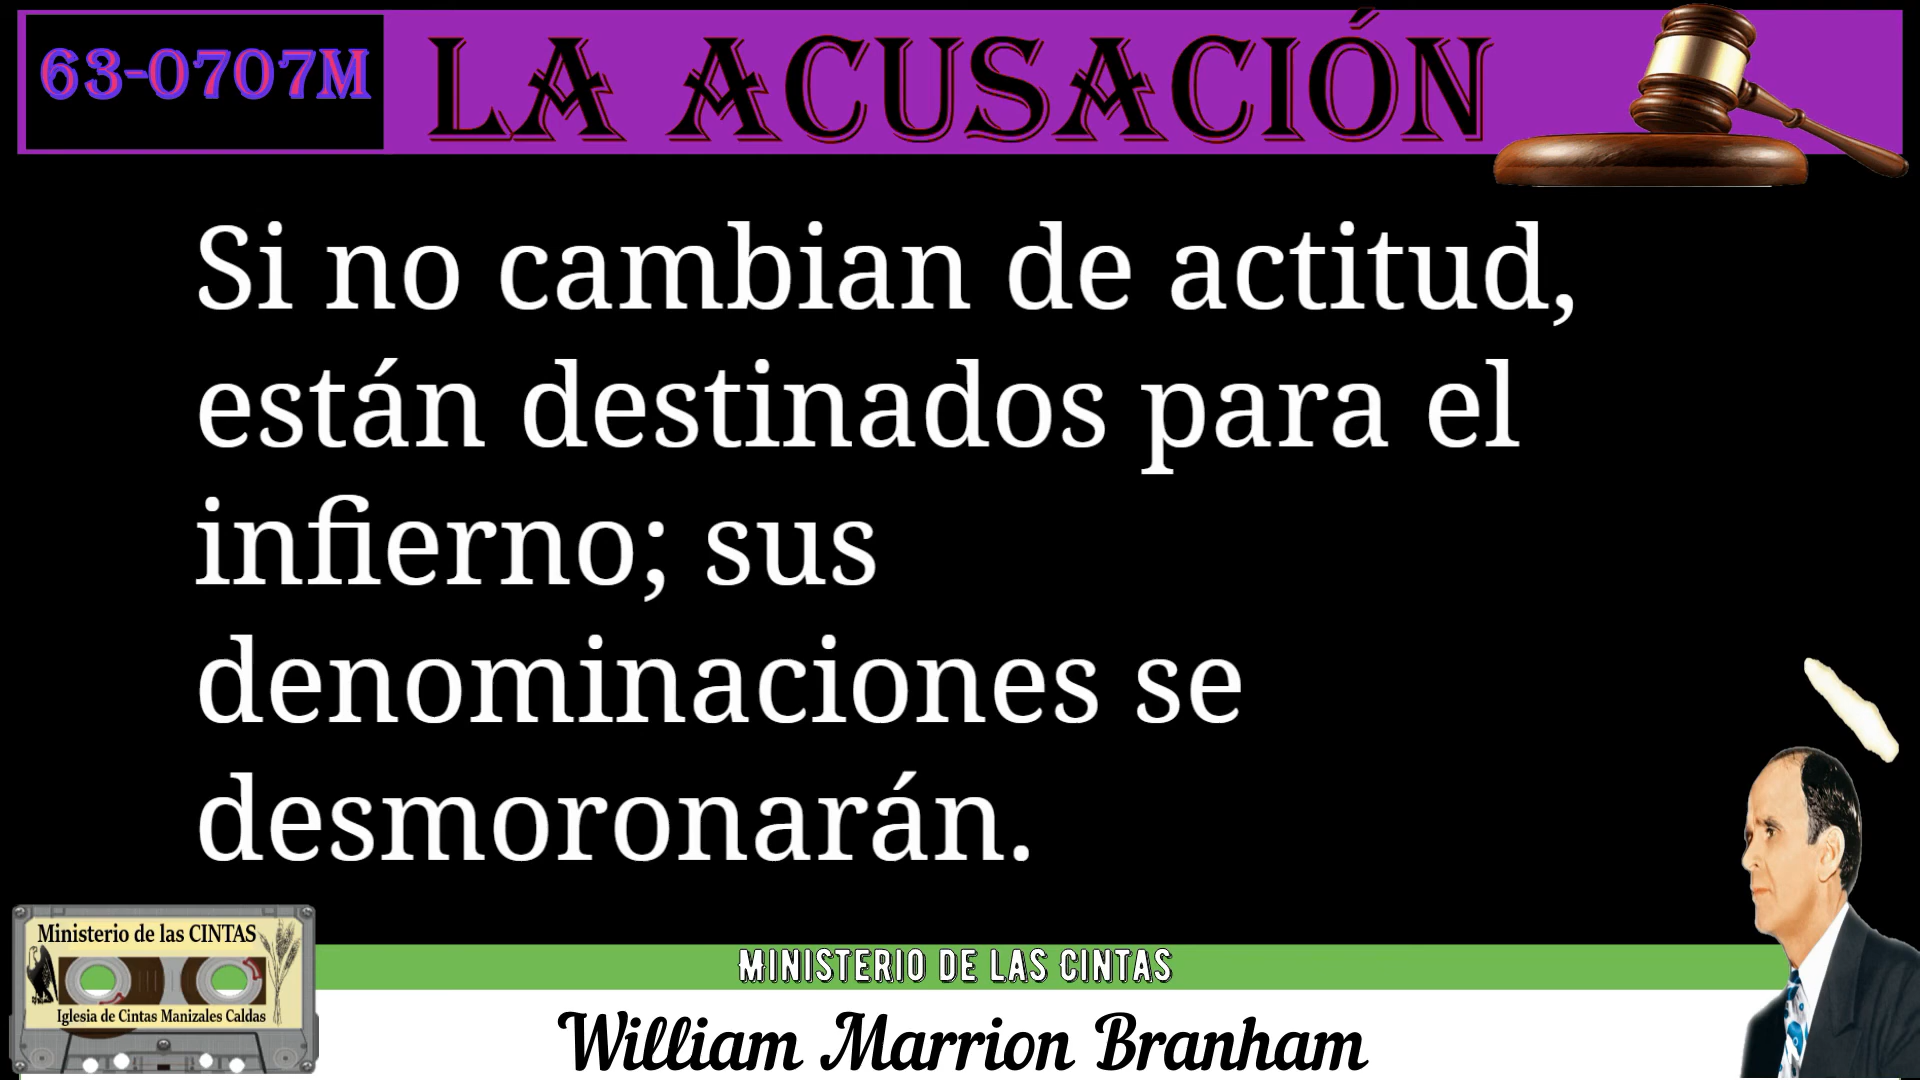 63-0707M
LA ACUSACIÓN
Si no cambian de actitud,
están destinados para el
infierno; sus
denominaciones se
desmoronarán.
Ministerio de las CINTAS
Iglesia de Cintas Manizales Caldas
MINISTERIO DE LAS CINTAS
William Marrion Branham